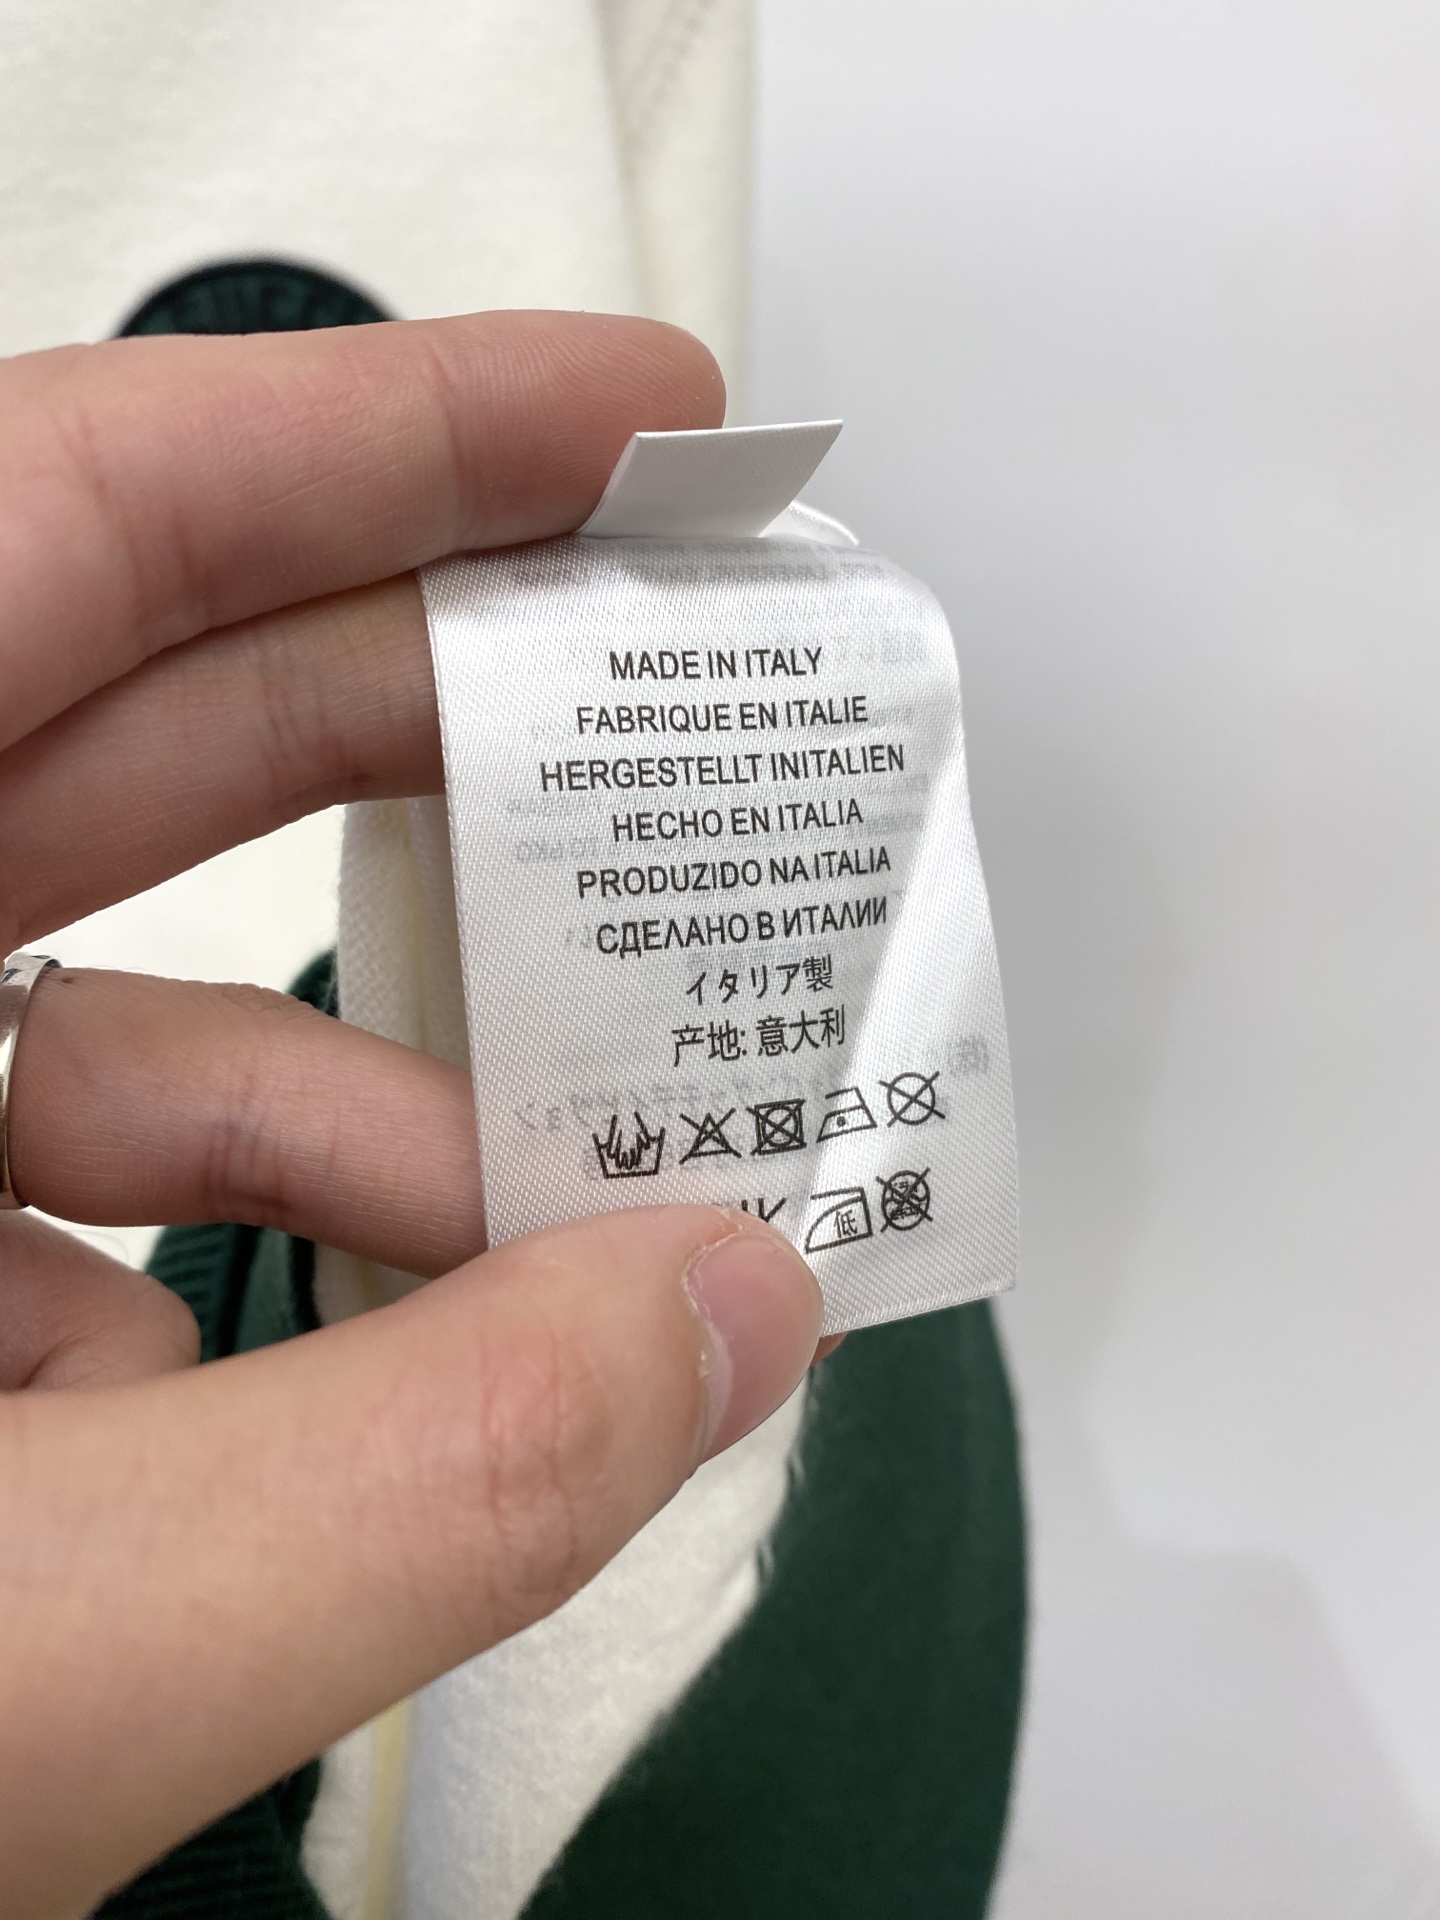 MADE IN ITALY
FABRIQUE EN ITALIE
HERGESTELLT INITALIEN
HECHO EN ITALIA
PRODUZIDO NA ITALIA
СДЕЛАНО В ИТАЛИИ
イタリア製
产地: 意大利
低